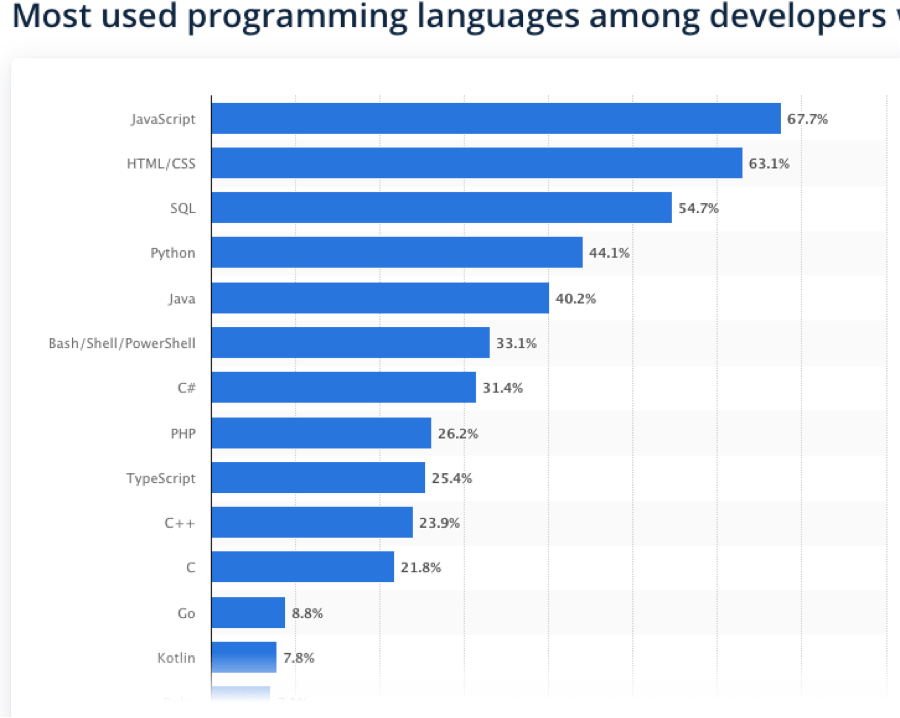 Most used programming languages among developers
JavaScript 67.7%
HTML/CSS 63.1%
SQL 54.7%
Python 44.1%
Java 40.2%
Bash/Shell/PowerShell 33.1%
C# 31.4%
PHP 26.2%
TypeScript 25.4%
C++ 23.9%
C 21.8%
Go 8.8%
Kotlin 7.8%